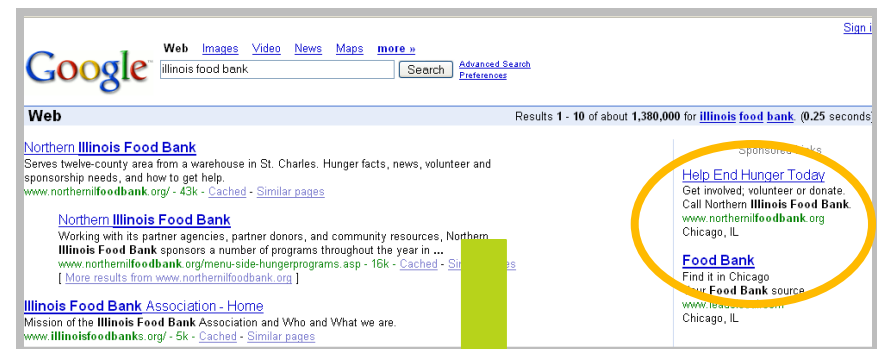 Sign i
Google™
Web Images Video News Maps more »
illinois food bank Search Advanced Search
Preferences
Web Results 1 - 10 of about 1,380,000 for illinois food bank. (0.25 seconds)
Northern Illinois Food Bank
Serves twelve-county area from a warehouse in St. Charles. Hunger facts, news, volunteer and
sponsorship needs, and how to get help.
www.northernilfoodbank.org/ - 43k - Cached - Similar pages
Northern Illinois Food Bank
Working with its partner agencies, partner donors, and community resources, Northern
Illinois Food Bank sponsors a number of programs throughout the year in ...
www.northernilfoodbank.org/menu-side-hungerprograms.asp - 16k - Cached -
[ More results from www.northernilfoodbank.org ]
Illinois Food Bank Association - Home
Mission of the Illinois Food Bank Association and Who and What we are.
www.illinoisfoodbanks.org/ - 5k - Cached - Similar pages
Sponsored Links
Help End Hunger Today
Get involved; volunteer or donate.
Call Northern Illinois Food Bank.
www.northernilfoodbank.org
Chicago, IL
Food Bank
Find it in Chicago
Your Food Bank source
Chicago, IL